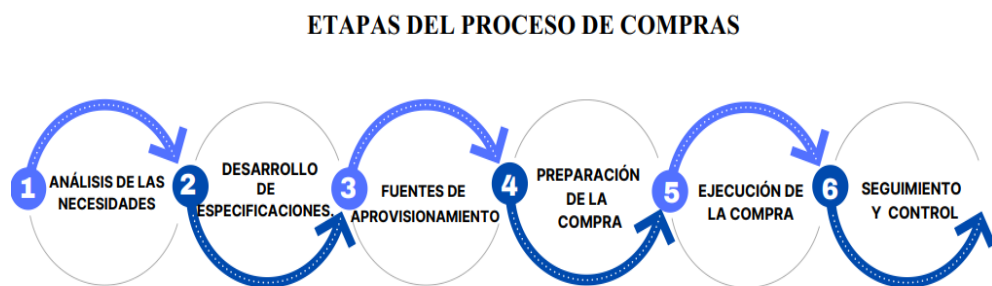 ETAPAS DEL PROCESO DE COMPRAS
1
ANÁLISIS DE LAS
NECESIDADES
2
DESARROLLO
DE
ESPECIFICACIONES.
3
FUENTES DE
APROVISIONAMIENTO
4
PREPARACIÓN
DE LA
COMPRA
5
EJECUCIÓN DE
LA COMPRA
6
SEGUIMIENTO
Y CONTROL